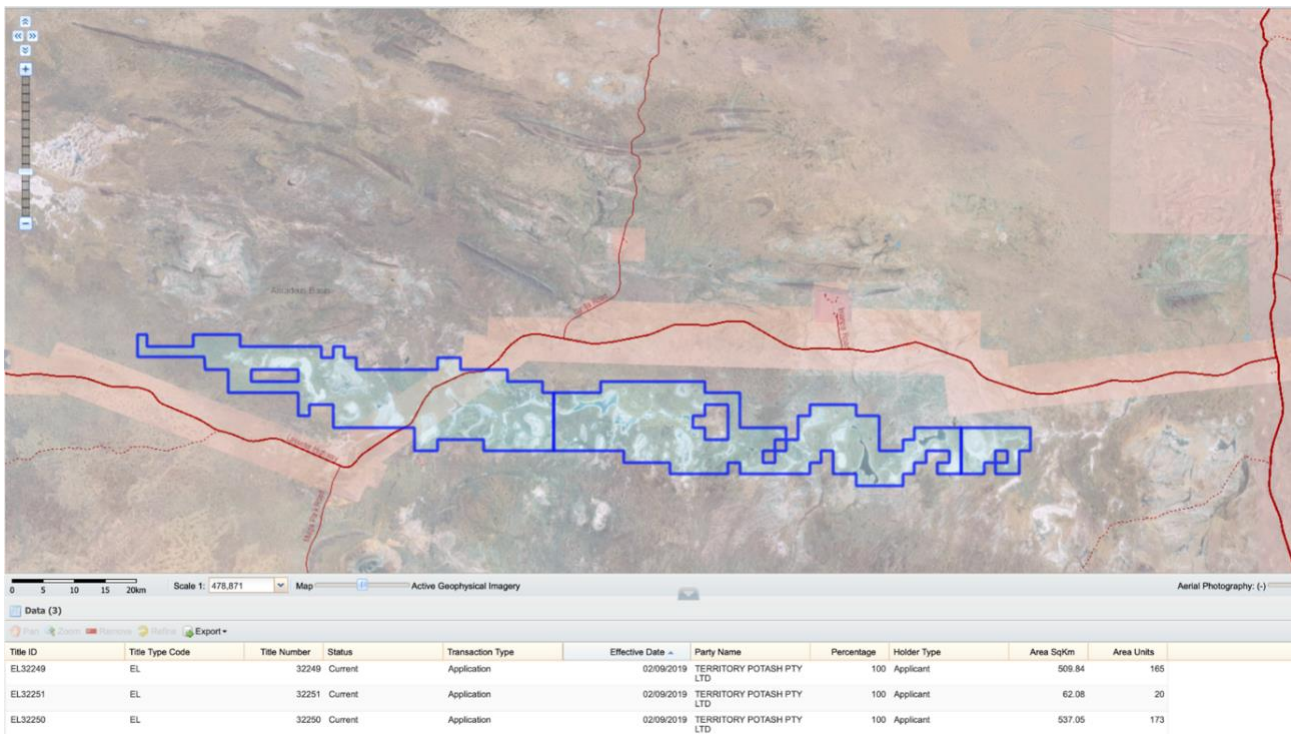 Amadeus Basin
Scale 1: 478,871
Map
Active Geophysical Imagery
Aerial Photography: (-)
0 5 10 15 20km
Data (3)
Pan Zoom Remove Refine Export
Title ID Title Type Code Title Number Status Transaction Type Effective Date Party Name Percentage Holder Type Area SqKm Area Units
EL32249 EL 32249 Current Application 02/09/2019 TERRITORY POTASH PTY 100 Applicant 509.84 165
LTD
EL32251 EL 32251 Current Application 02/09/2019 TERRITORY POTASH PTY 100 Applicant 62.08 20
LTD
EL32250 EL 32250 Current Application 02/09/2019 TERRITORY POTASH PTY 100 Applicant 537.05 173
LTD